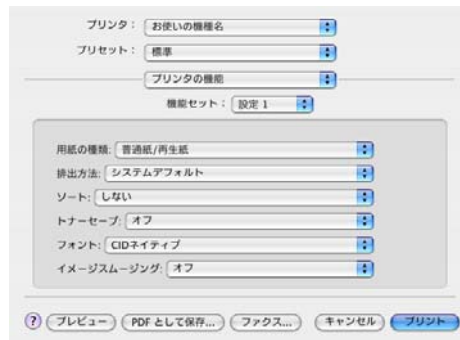 プリンタ： お使いの機種名
プリセット： 標準
プリンタの機能
機能セット： 設定 1
用紙の種類: 普通紙/再生紙
排出方法: システムデフォルト
ソート: しない
トナーセーブ: オフ
フォント: CIDネイティブ
イメージスムージング: オフ
? プレビュー PDF として保存... ファクス... キャンセル プリント